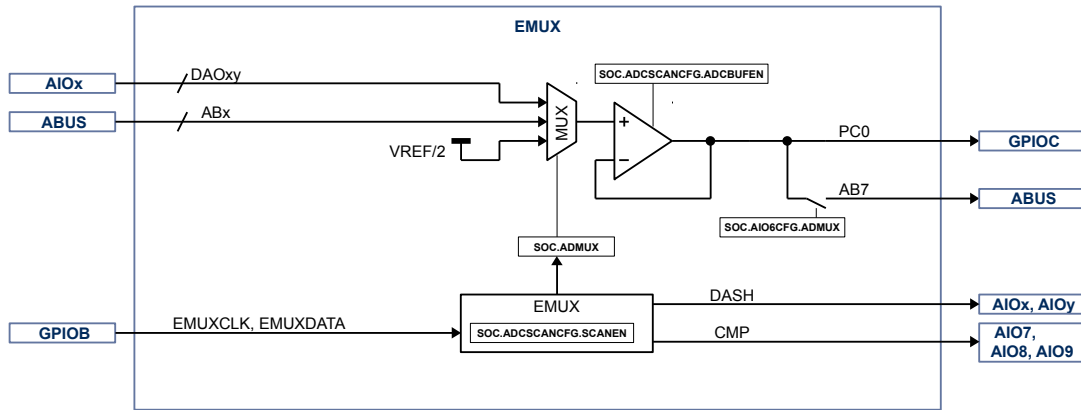 EMUX
SOC.ADCSCANCFG.ADCBUFEN
AIOx
DAOxy
ABUS
ABx
MUX
+
−
VREF/2
PC0
GPIOC
AB7
ABUS
SOC.AIO6CFG.ADMUX
SOC.ADMUX
EMUX
SOC.ADCSCANCFG.SCANEN
GPIOB
EMUXCLK, EMUXDATA
DASH
AIOx, AIOy
CMP
AIO7,
AIO8, AIO9